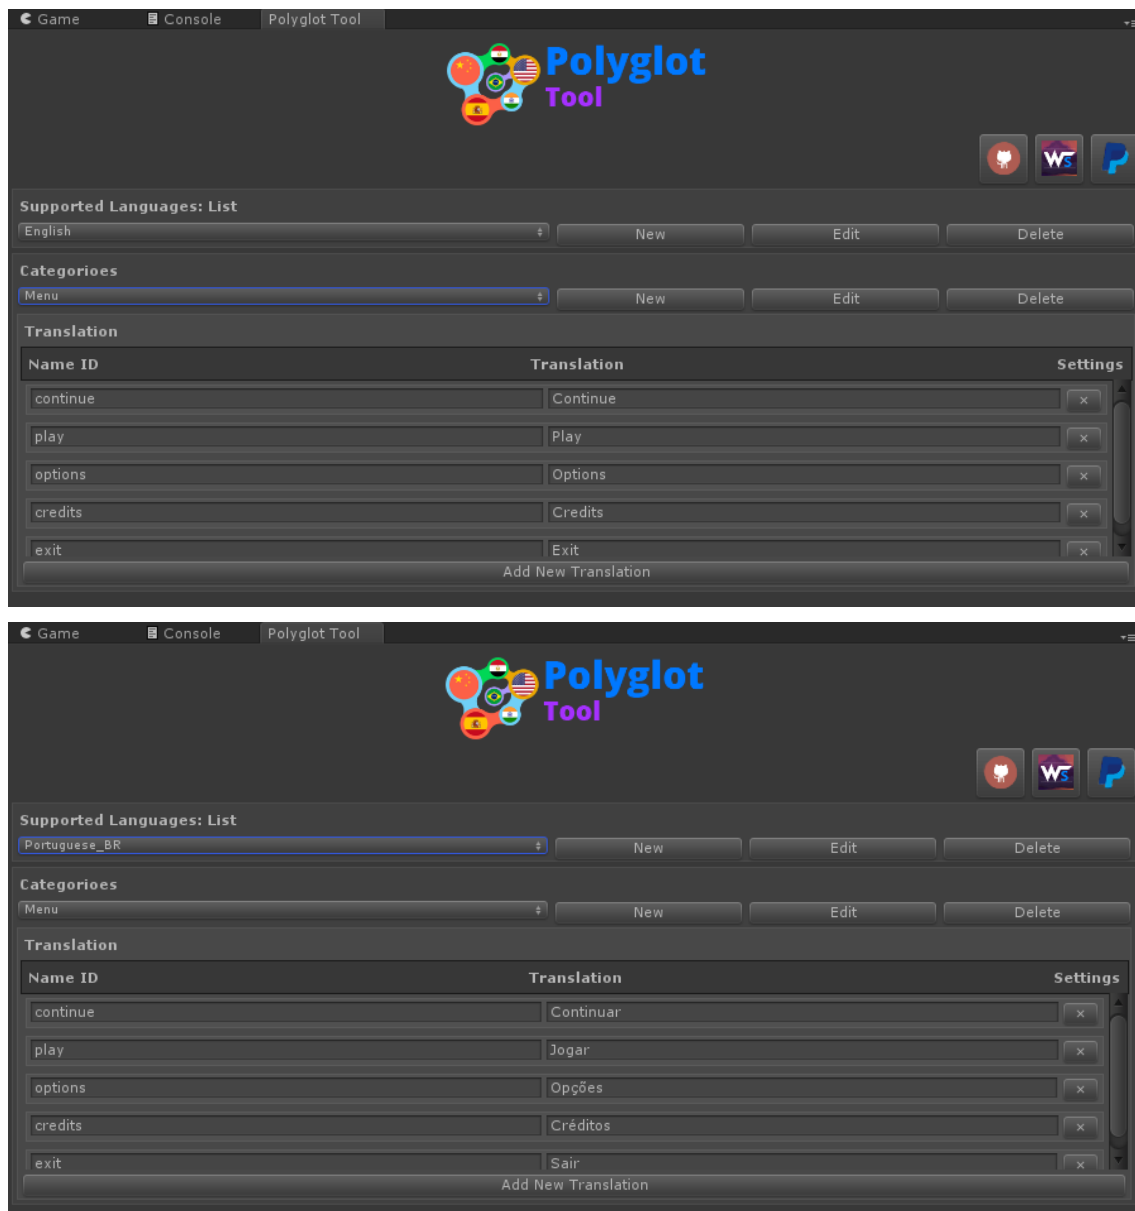 Game Console Polyglot Tool
Polyglot
Tool
Ws
Supported Languages: List
English New Edit Delete
Categorioes
Menu New Edit Delete
Translation
Name ID Translation Settings
continue Continue ×
play Play ×
options Options ×
credits Credits ×
exit Exit ×
Add New Translation
Game Console Polyglot Tool
Polyglot
Tool
Ws
Supported Languages: List
Portuguese_BR New Edit Delete
Categorioes
Menu New Edit Delete
Translation
Name ID Translation Settings
continue Continuar ×
play Jogar ×
options Opções ×
credits Créditos ×
exit Sair ×
Add New Translation